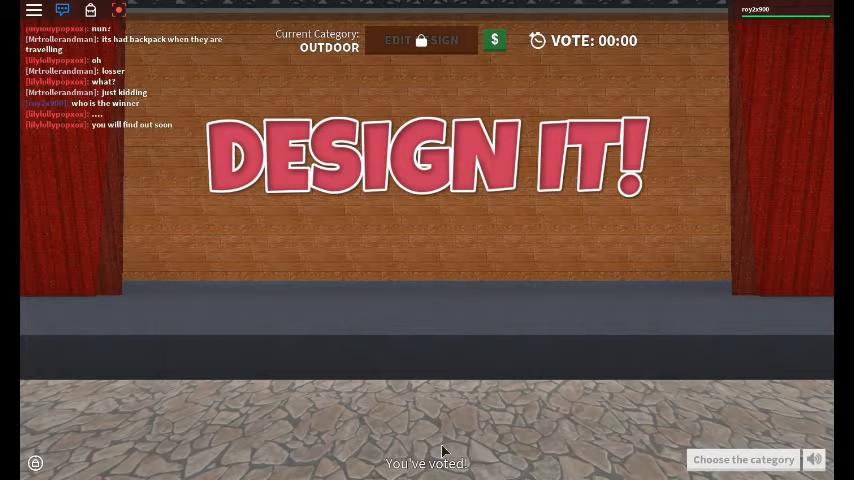 [lilylollypopxox]: huh?
[Mrtrollerandman]: its had backpack when they are
travelling
[lilylollypopxox]: oh
[Mrtrollerandman]: losser
[lilylollypopxox]: what?
[Mrtrollerandman]: just kidding
[roy2x900]: who is the winner
[lilylollypopxox]: ....
[lilylollypopxox]: you will find out soon
Current Category:
OUTDOOR
EDIT DESIGN
$
VOTE: 00:00
roy2x900
DESIGN IT!
You've voted!
Choose the category